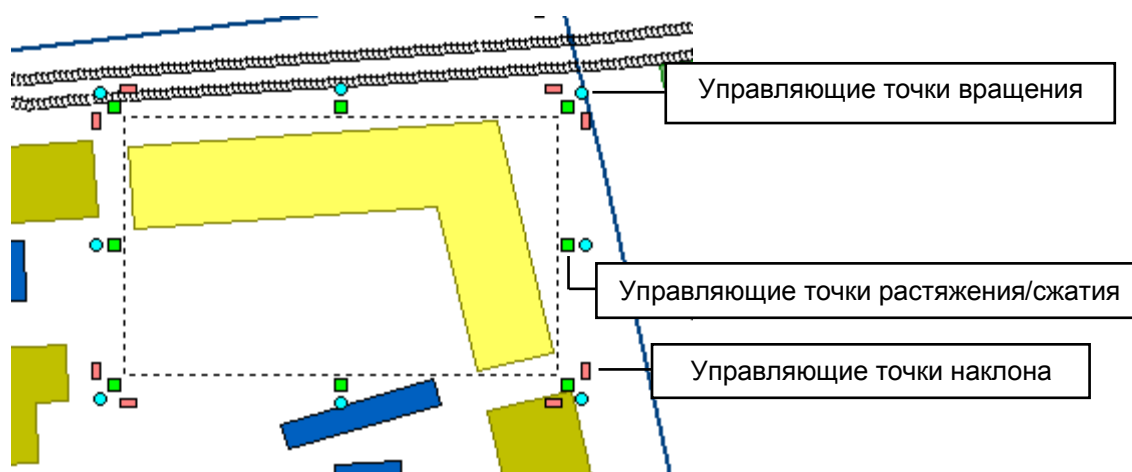 Управляющие точки вращения
Управляющие точки растяжения/сжатия
Управляющие точки наклона